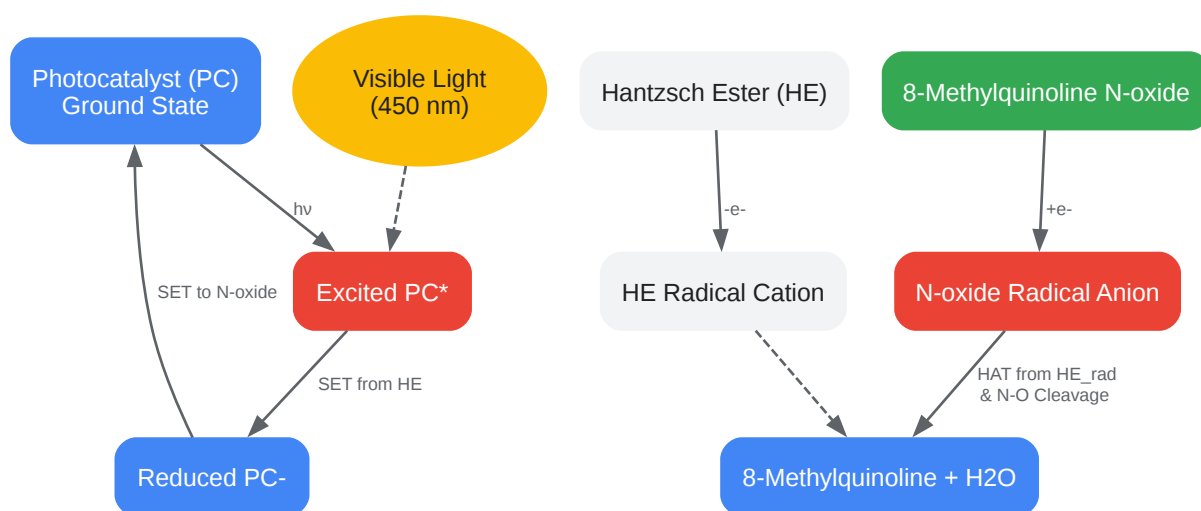 Photocatalyst (PC)
Ground State
Visible Light
(450 nm)
Hantzsch Ester (HE)
8-Methylquinoline N-oxide
hν
-e-
+e-
SET to N-oxide
Excited PC*
HE Radical Cation
N-oxide Radical Anion
SET from HE
HAT from HE_rad
& N-O Cleavage
Reduced PC-
8-Methylquinoline + H2O